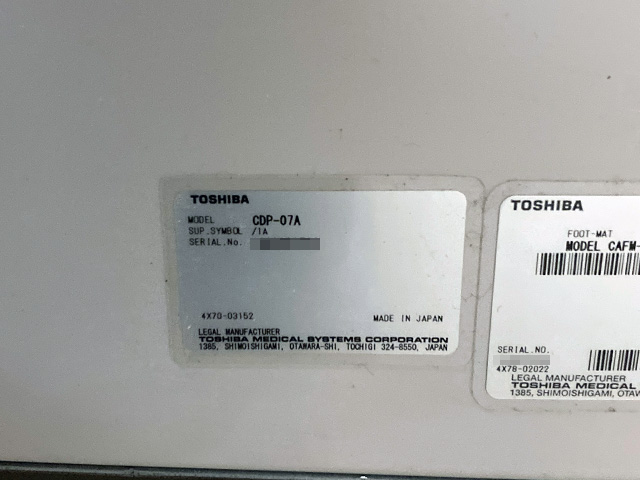 TOSHIBA
MODEL CDP-07A
SUP.SYMBOL /1A
SERIAL.No.
4X70-03152 MADE IN JAPAN
LEGAL MANUFACTURER
TOSHIBA MEDICAL SYSTEMS CORPORATION
1385, SHIMOISHIGAMI, OTAWARA-SHI, TOCHIGI 324-8550, JAPAN
TOSHIBA
FOOT-MAT
MODEL CAFM-
SERIAL.NO.
4X78-02022
LEGAL MANUFACTURER
TOSHIBA MEDICAL
1385, SHIMOISHIGAMI, OTAW